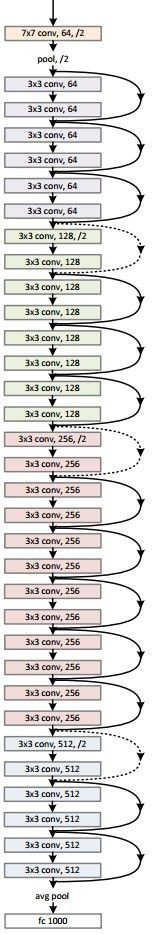 7x7 conv, 64, /2
pool, /2
3x3 conv, 64
3x3 conv, 64
3x3 conv, 64
3x3 conv, 64
3x3 conv, 64
3x3 conv, 64
3x3 conv, 128, /2
3x3 conv, 128
3x3 conv, 128
3x3 conv, 128
3x3 conv, 128
3x3 conv, 128
3x3 conv, 128
3x3 conv, 128
3x3 conv, 256, /2
3x3 conv, 256
3x3 conv, 256
3x3 conv, 256
3x3 conv, 256
3x3 conv, 256
3x3 conv, 256
3x3 conv, 256
3x3 conv, 256
3x3 conv, 256
3x3 conv, 256
3x3 conv, 256
3x3 conv, 512, /2
3x3 conv, 512
3x3 conv, 512
3x3 conv, 512
3x3 conv, 512
3x3 conv, 512
avg pool
fc 1000